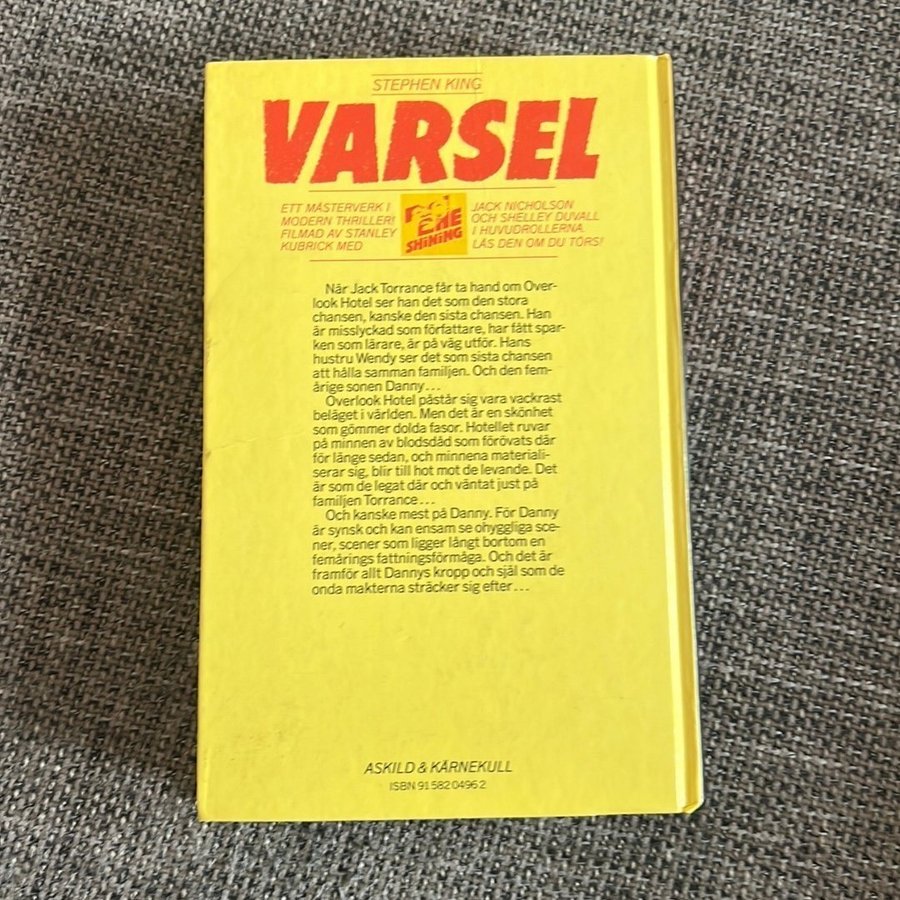 STEPHEN KING
VARSEL
ETT MÄSTERVERK I
MODERN THRILLER!
FILMAD AV STANLEY
KUBRICK MED
THE
SHiNiNG
JACK NICHOLSON
OCH SHELLEY DUVALL
I HUVUDROLLERNA.
LÄS DEN OM DU TÖRS!
När Jack Torrance får ta hand om Over-
look Hotel ser han det som den stora
chansen, kanske den sista chansen. Han
är misslyckad som författare, har fått spar-
ken som lärare, är på väg utför. Hans
hustru Wendy ser det som sista chansen
att hålla samman familjen. Och den fem-
årige sonen Danny...
Overlook Hotel påstår sig vara vackrast
beläget i världen. Men det är en skönhet
som gömmer dolda fasor. Hotellet ruvar
på minnen av blodsdåd som förövats där
för länge sedan, och minnena materiali-
serar sig, blir till hot mot de levande. Det
är som de legat där och väntat just på
familjen Torrance...
Och kanske mest på Danny. För Danny
är synsk och kan ensam se ohyggliga sce-
ner, scener som ligger långt bortom en
femårings fattningsförmåga. Och det är
framför allt Dannys kropp och själ som de
onda makterna sträcker sig efter...
ASKILD & KÄRNEKULL
ISBN 91 582 0496 2